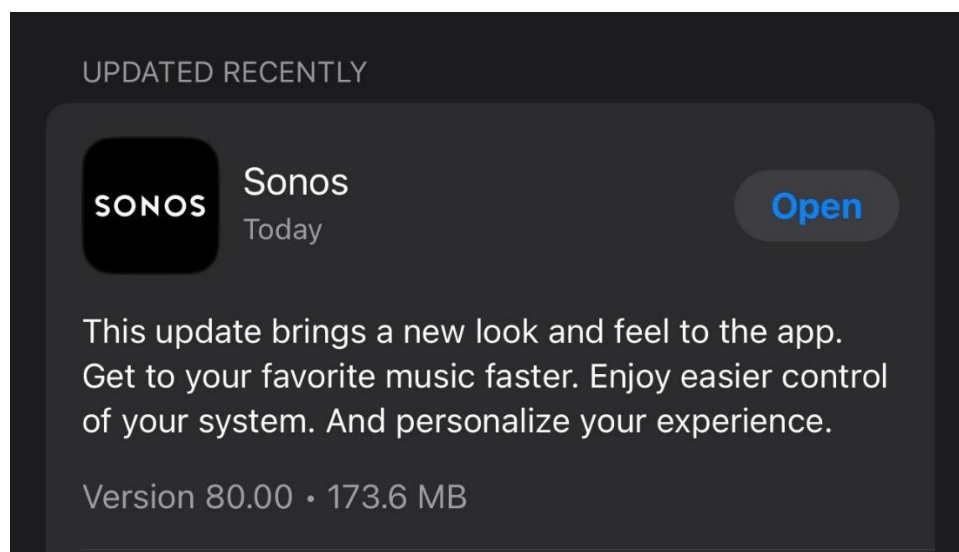 UPDATED RECENTLY
SONOS
Sonos
Today
Open
This update brings a new look and feel to the app.
Get to your favorite music faster. Enjoy easier control
of your system. And personalize your experience.
Version 80.00 • 173.6 MB